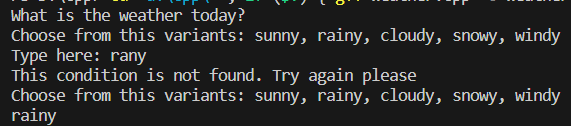 What is the weather today?
Choose from this variants: sunny, rainy, cloudy, snowy, windy
Type here: rany
This condition is not found. Try again please
Choose from this variants: sunny, rainy, cloudy, snowy, windy
rainy